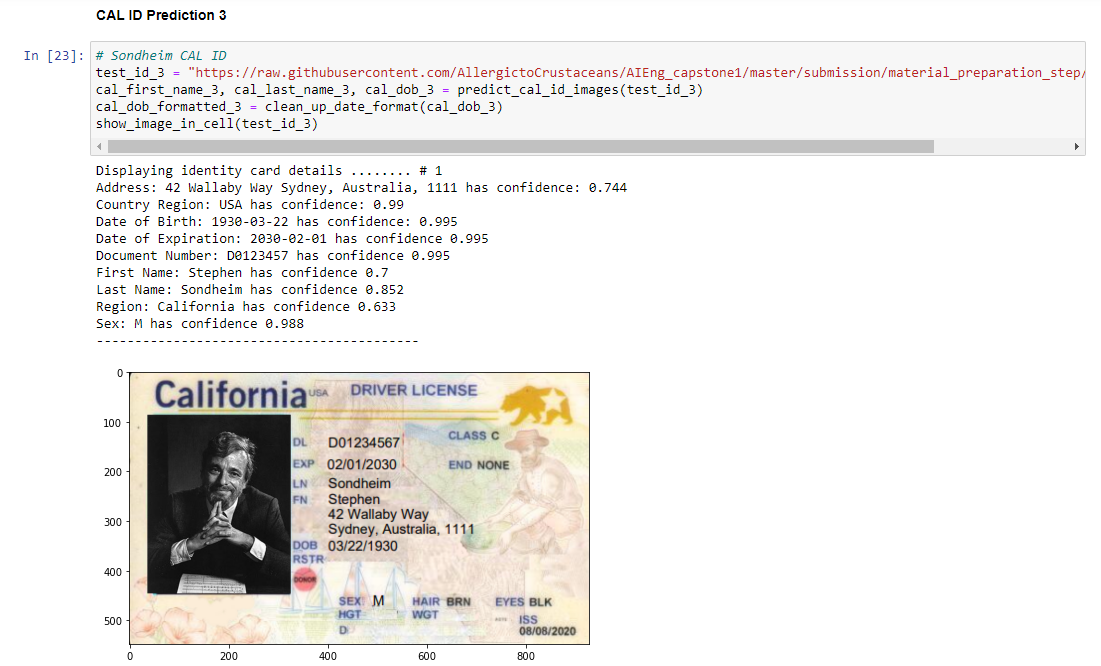 CAL ID Prediction 3
In [23]: # Sondheim CAL ID
test_id_3 = "https://raw.githubusercontent.com/AllergictoCrustaceans/AIEng_capstone1/master/submission/material_preparation_step/
cal_first_name_3, cal_last_name_3, cal_dob_3 = predict_cal_id_images(test_id_3)
cal_dob_formatted_3 = clean_up_date_format(cal_dob_3)
show_image_in_cell(test_id_3)
Displaying identity card details ........ # 1
Address: 42 Wallaby Way Sydney, Australia, 1111 has confidence: 0.744
Country Region: USA has confidence: 0.99
Date of Birth: 1930-03-22 has confidence: 0.995
Date of Expiration: 2030-02-01 has confidence 0.995
Document Number: D0123457 has confidence 0.995
First Name: Stephen has confidence 0.7
Last Name: Sondheim has confidence 0.852
Region: California has confidence 0.633
Sex: M has confidence 0.988
------------------------------------------
0
California USA DRIVER LICENSE
100
DL D01234567 CLASS C
EXP 02/01/2030 END NONE
200
LN Sondheim
FN Stephen
42 Wallaby Way
300
Sydney, Australia, 1111
DOB 03/22/1930
RSTR
400
DONOR
SEX M HAIR BRN EYES BLK
HGT WGT ISS
500
D 08/08/2020
0 200 400 600 800